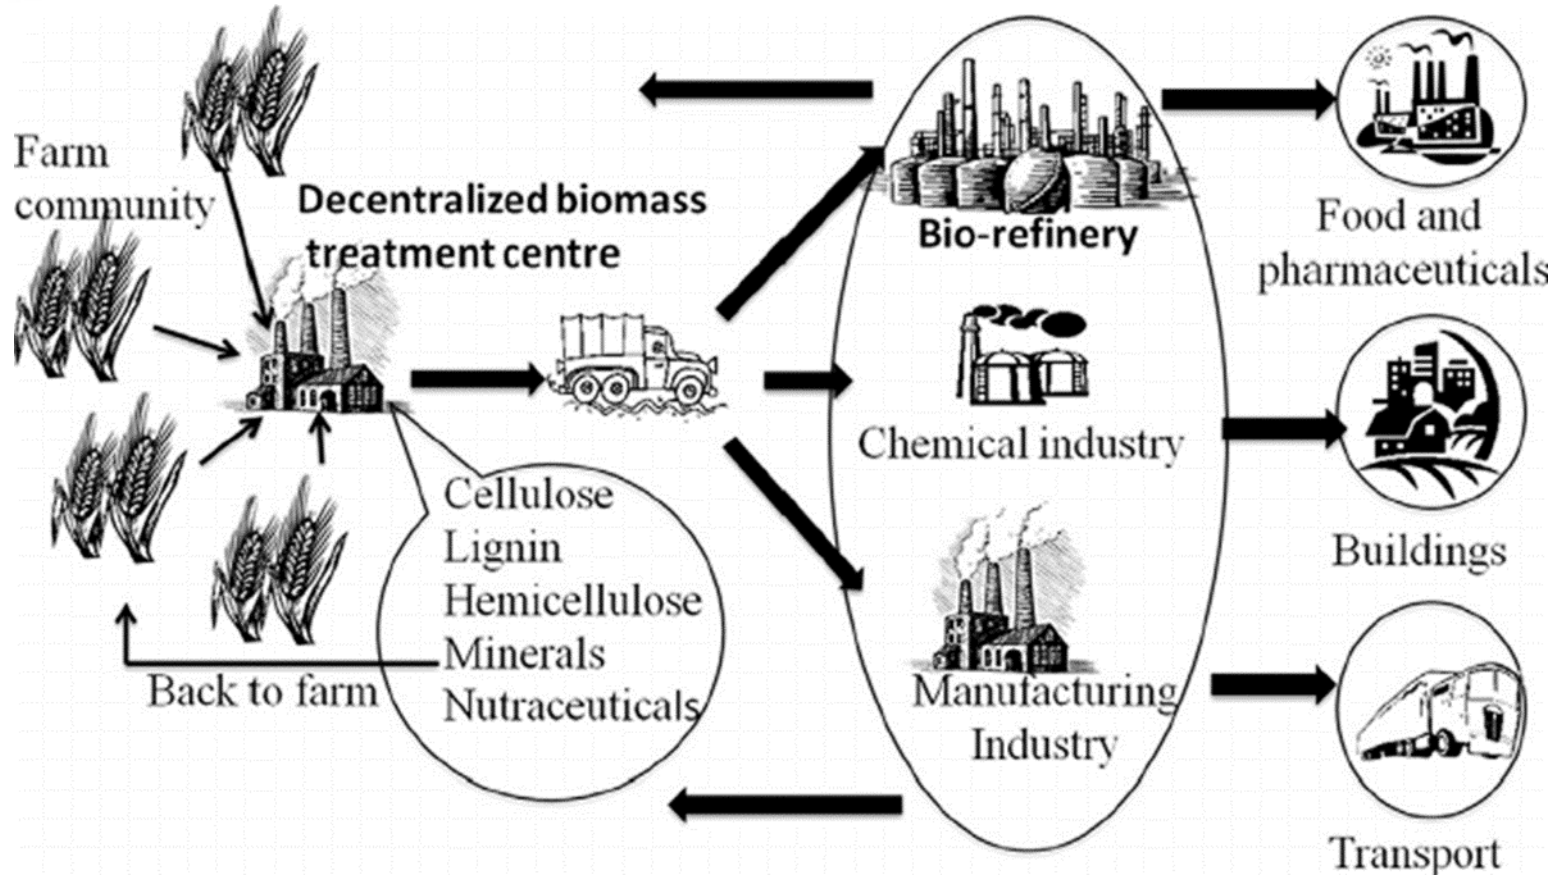 Farm
community
Decentralized biomass
treatment centre
Cellulose
Lignin
Hemicellulose
Minerals
Nutraceuticals
Back to farm
Bio-refinery
Chemical industry
Manufacturing
Industry
Food and
pharmaceuticals
Buildings
Transport